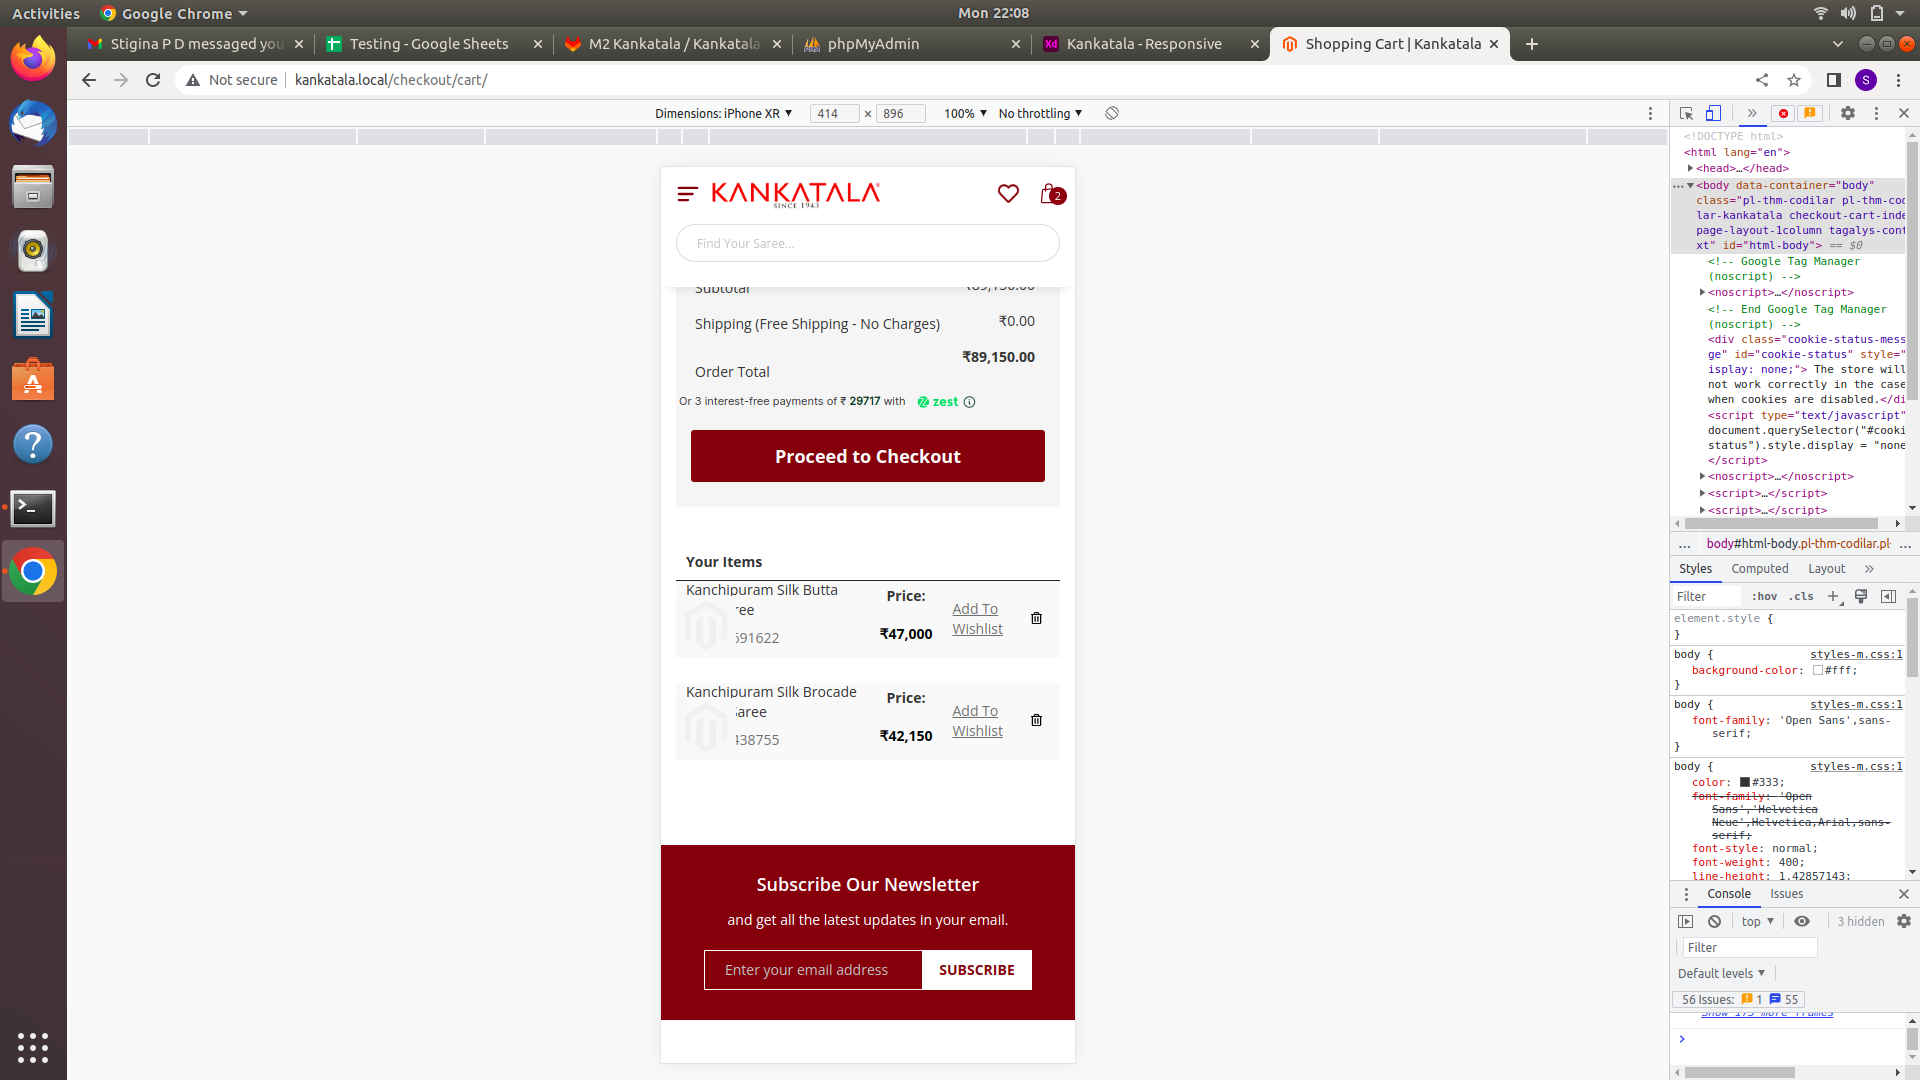 Activities
Google Chrome
Mon 22:08
Stigina P D messaged you
Testing - Google Sheets
M2 Kankatala / Kankatala
phpMyAdmin
Xd
Kankatala - Responsive
Shopping Cart | Kankatala
Not secure
kankatala.local/checkout/cart/
S
Dimensions: iPhone XR
414 × 896
100%
No throttling
KANKATALA®
SINCE 1943
2
Find Your Saree...
Subtotal
₹89,150.00
Shipping (Free Shipping - No Charges)
₹0.00
₹89,150.00
Order Total
Or 3 interest-free payments of ₹ 29717 with zest
Proceed to Checkout
Your Items
Kanchipuram Silk Butta
ree
691622
Price:
₹47,000
Add To
Wishlist
Kanchipuram Silk Brocade
Saree
438755
Price:
₹42,150
Add To
Wishlist
Subscribe Our Newsletter
and get all the latest updates in your email.
Enter your email address
SUBSCRIBE
<!DOCTYPE html>
<html lang="en">
<head>…</head>
<body data-container="body"
class="pl-thm-codilar pl-thm-cod
lar-kankatala checkout-cart-inde
page-layout-1column tagalys-cont
xt" id="html-body"> == $0
<!-- Google Tag Manager
(noscript) -->
<noscript>…</noscript>
<!-- End Google Tag Manager
(noscript) -->
<div class="cookie-status-mess
ge" id="cookie-status" style="
isplay: none;"> The store will
not work correctly in the case
when cookies are disabled.</di
<script type="text/javascript"
document.querySelector("#cooki
status").style.display = "none
</script>
<noscript>…</noscript>
<script>…</script>
<script>…</script>
...
body#html-body.pl-thm-codilar.pl-
...
Styles
Computed
Layout
Filter
:hov
.cls
element.style {
}
body {
styles-m.css:1
background-color: #fff;
}
body {
styles-m.css:1
font-family: 'Open Sans',sans-
serif;
}
body {
styles-m.css:1
color: #333;
font-family: 'Open
Sans','Helvetica
Neue',Helvetica,Arial,sans-
serif;
font-style: normal;
font-weight: 400;
line-height: 1.42857143;
Console
Issues
top
3 hidden
Filter
Default levels
56 Issues: 1 55
Show 175 more frames